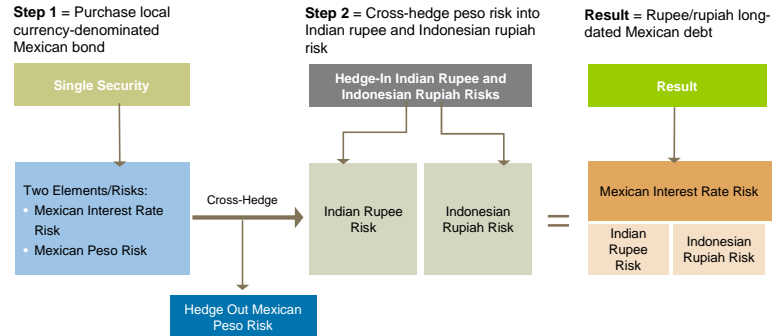 Step 1 = Purchase local
currency-denominated
Mexican bond
Single Security
Two Elements/Risks:
• Mexican Interest Rate
Risk
• Mexican Peso Risk
Cross-Hedge
Hedge Out Mexican
Peso Risk
Step 2 = Cross-hedge peso risk into
Indian rupee and Indonesian rupiah
risk
Hedge-In Indian Rupee and
Indonesian Rupiah Risks
Indian Rupee
Risk
Indonesian
Rupiah Risk
=
Result = Rupee/rupiah long-
dated Mexican debt
Result
Mexican Interest Rate Risk
Indian
Rupee
Risk
Indonesian
Rupiah Risk